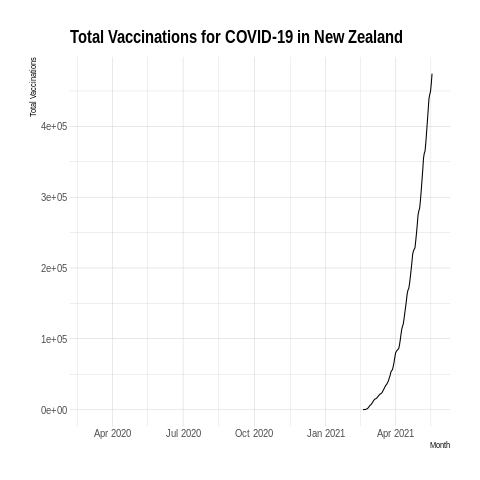 Total Vaccinations for COVID-19 in New Zealand
Total Vaccinations
4e+05
3e+05
2e+05
1e+05
0e+00
Apr 2020 Jul 2020 Oct 2020 Jan 2021 Apr 2021
Month